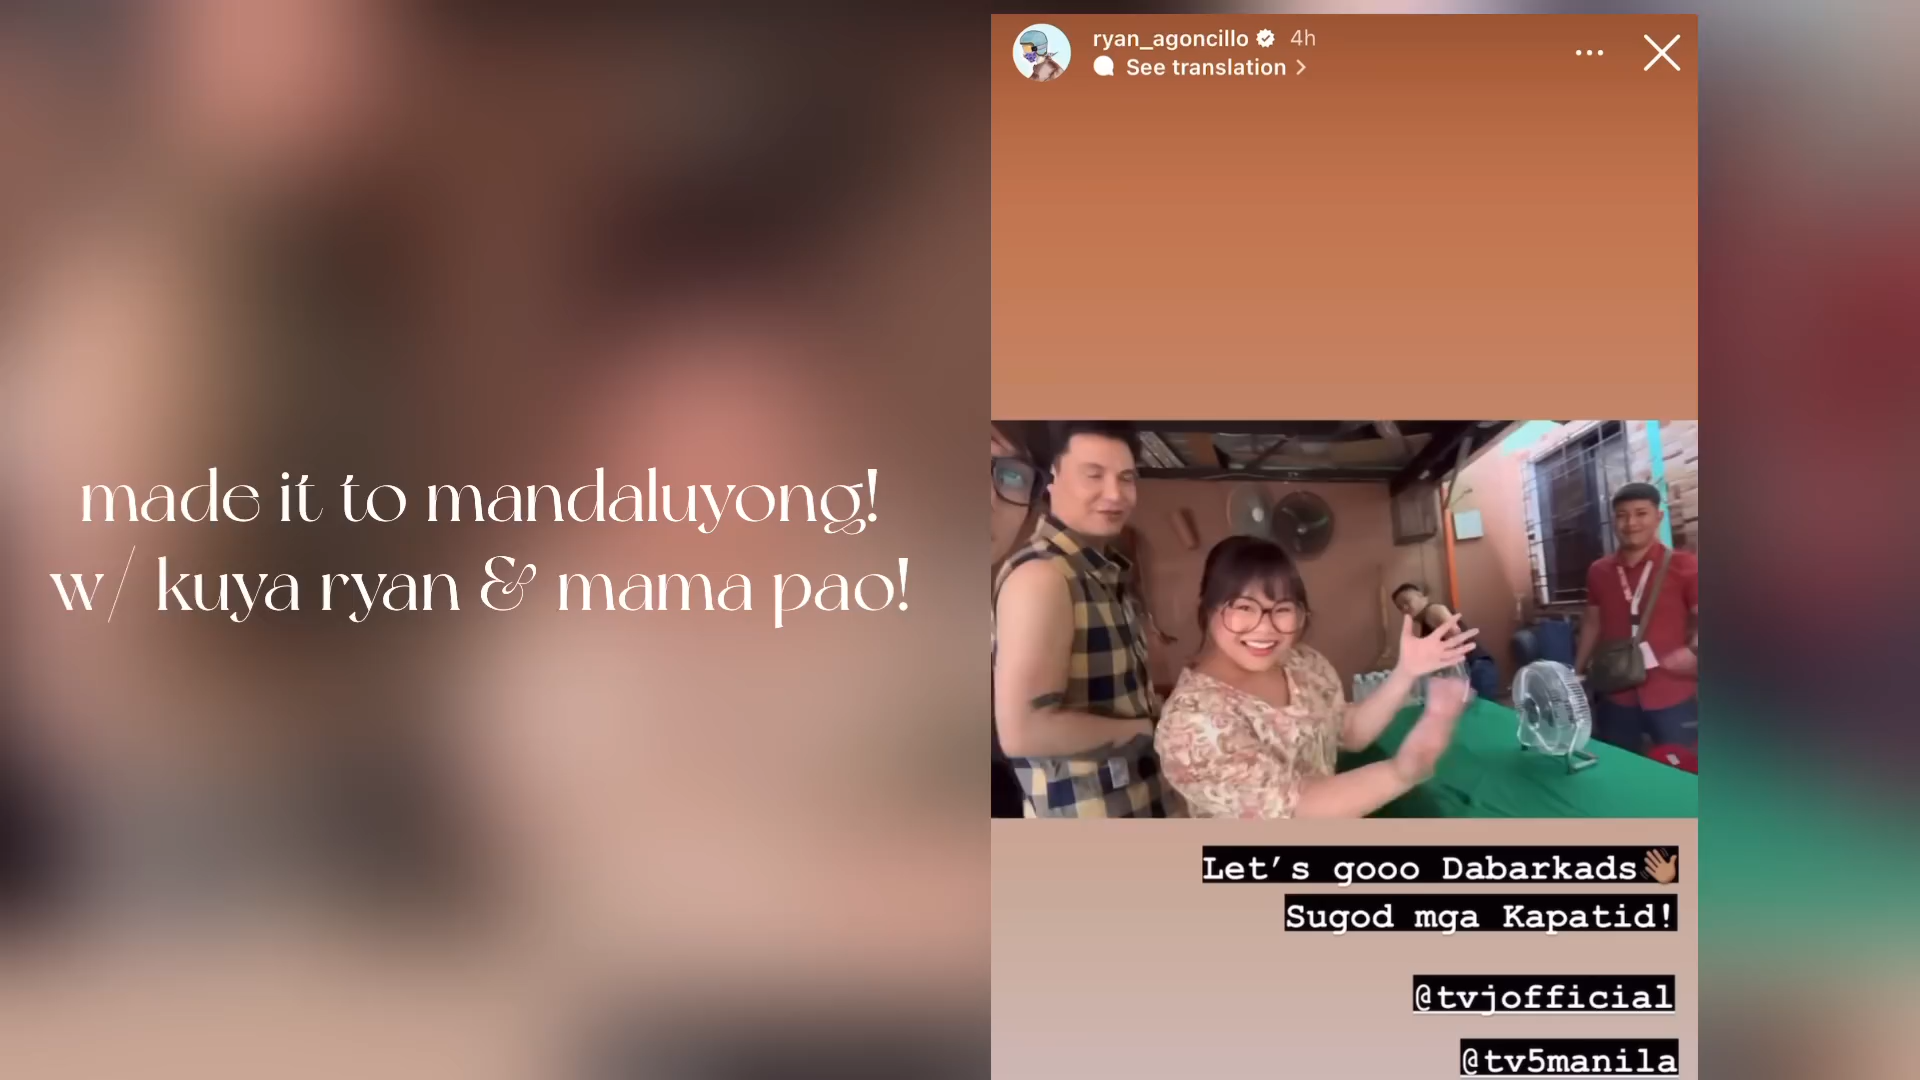 made it to mandaluyong!
w/ kuya ryan & mama pao!
ryan_agoncillo 4h
See translation
Let's gooo Dabarkads👋🏽
Sugod mga Kapatid!
@tvjofficial
@tv5manila